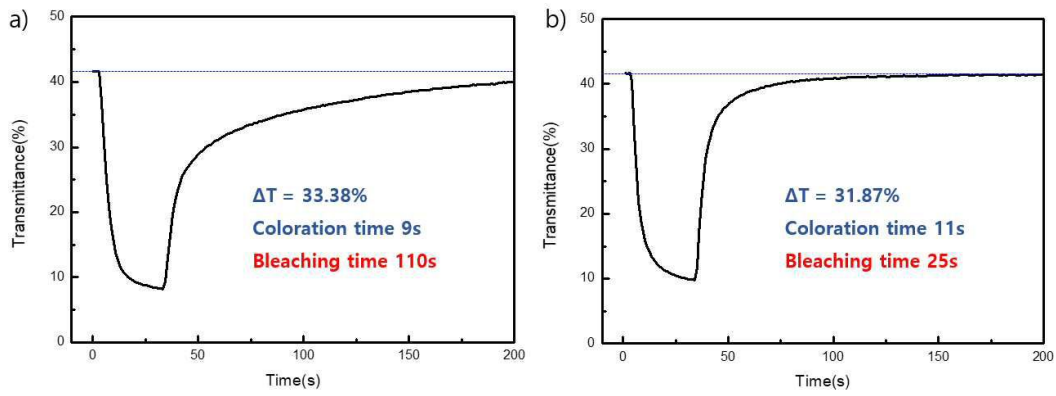 a)
50
40
30
20
10
0
Transmittance(%)
ΔT = 33.38%
Coloration time 9s
Bleaching time 110s
0 50 100 150 200
Time(s)
b)
50
40
30
20
10
0
Transmittance(%)
ΔT = 31.87%
Coloration time 11s
Bleaching time 25s
0 50 100 150 200
Time(s)